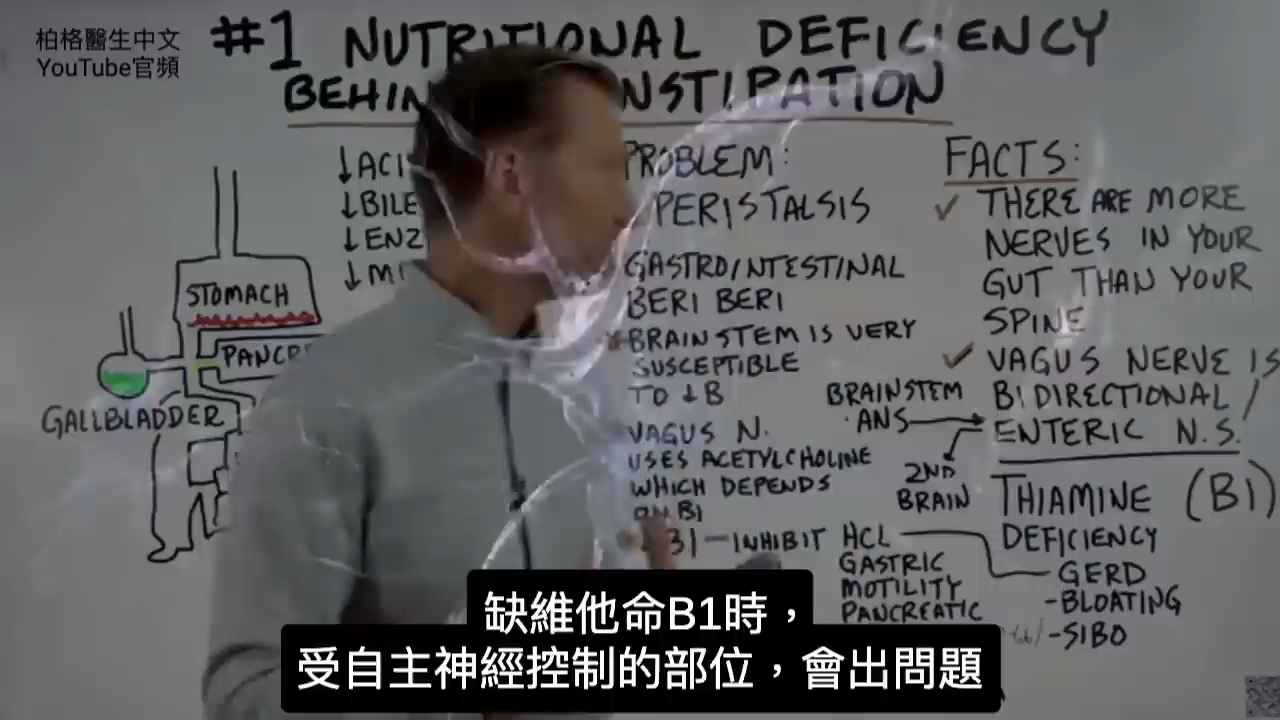 柏格醫生中文
YouTube官頻
#1 NUTRITIONAL DEFICIENCY
BEHIN NSTIPATION
↓ACI
↓BILE
↓ENZ
↓MI
STOMACH
PANCR
GALLBLADDER
PROBLEM:
PERISTALSIS
GASTROINTESTINAL
BERI BERI
BRAINSTEM IS VERY
SUSCEPTIBLE
TO ↓B
VAGUS N.
USES ACETYLCHOLINE
WHICH DEPENDS
ON B1
B1—INHIBIT HCL
GASTRIC
MOTILITY
PANCREATIC
BRAINSTEM
ANS
2ND
BRAIN
FACTS:
✓ THERE ARE MORE
NERVES IN YOUR
GUT THAN YOUR
SPINE
✓ VAGUS NERVE IS
BIDIRECTIONAL/
ENTERIC N.S.
THIAMINE (B1)
DEFICIENCY
GERD
-BLOATING
-SIBO
缺維他命B1時，
受自主神經控制的部位，會出問題